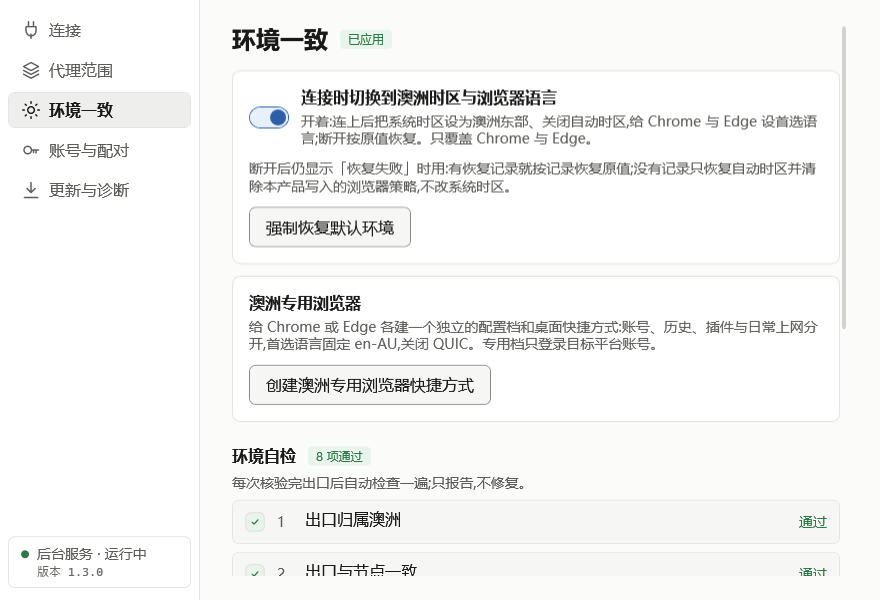 连接
代理范围
环境一致
账号与配对
更新与诊断
后台服务 · 运行中
版本 1.3.0
环境一致 已应用
连接时切换到澳洲时区与浏览器语言
开着:连上后把系统时区设为澳洲东部、关闭自动时区,给 Chrome 与 Edge 设首选语
言;断开按原值恢复。只覆盖 Chrome 与 Edge。
断开后仍显示「恢复失败」时用:有恢复记录就按记录恢复原值;没有记录只恢复自动时区并清
除本产品写入的浏览器策略,不改系统时区。
强制恢复默认环境
澳洲专用浏览器
给 Chrome 或 Edge 各建一个独立的配置档和桌面快捷方式:账号、历史、插件与日常上网分
开,首选语言固定 en-AU,关闭 QUIC。专用档只登录目标平台账号。
创建澳洲专用浏览器快捷方式
环境自检 8 项通过
每次核验完出口后自动检查一遍;只报告,不修复。
1 出口归属澳洲 通过
2 出口与节点一致 通过